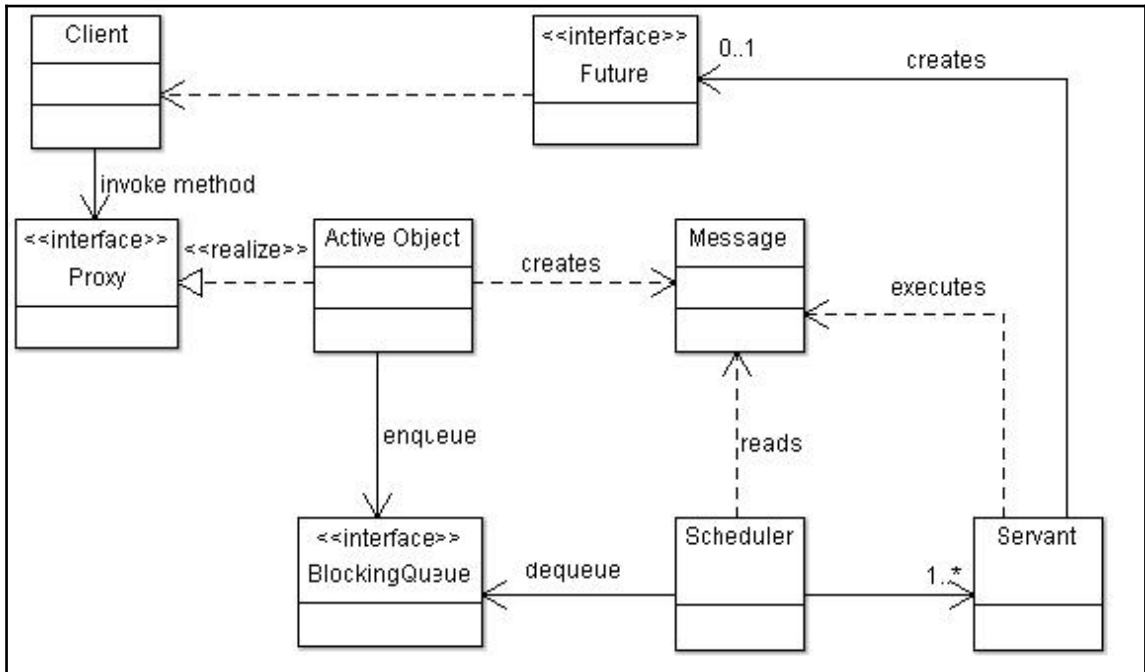 Client
<<interface>>
Future
0..1
creates
invoke method
<<interface>>
Proxy
<<realize>>
Active Object
creates
Message
executes
enqueue
reads
<<interface>>
BlockingQueue
dequeue
Scheduler
1..*
Servant